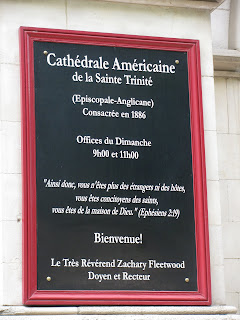 Cathédrale Américaine
de la Sainte Trinité
(Episcopale-Anglicane)
Consacrée en 1886
Offices du Dimanche
9h00 et 11h00
"Ainsi donc, vous n'êtes plus des étrangers ni des hôtes,
vous êtes concitoyens des saints,
vous êtes de la maison de Dieu." (Ephésiens 2:19)
Bienvenue!
Le Très Révérend Zachary Fleetwood
Doyen et Recteur